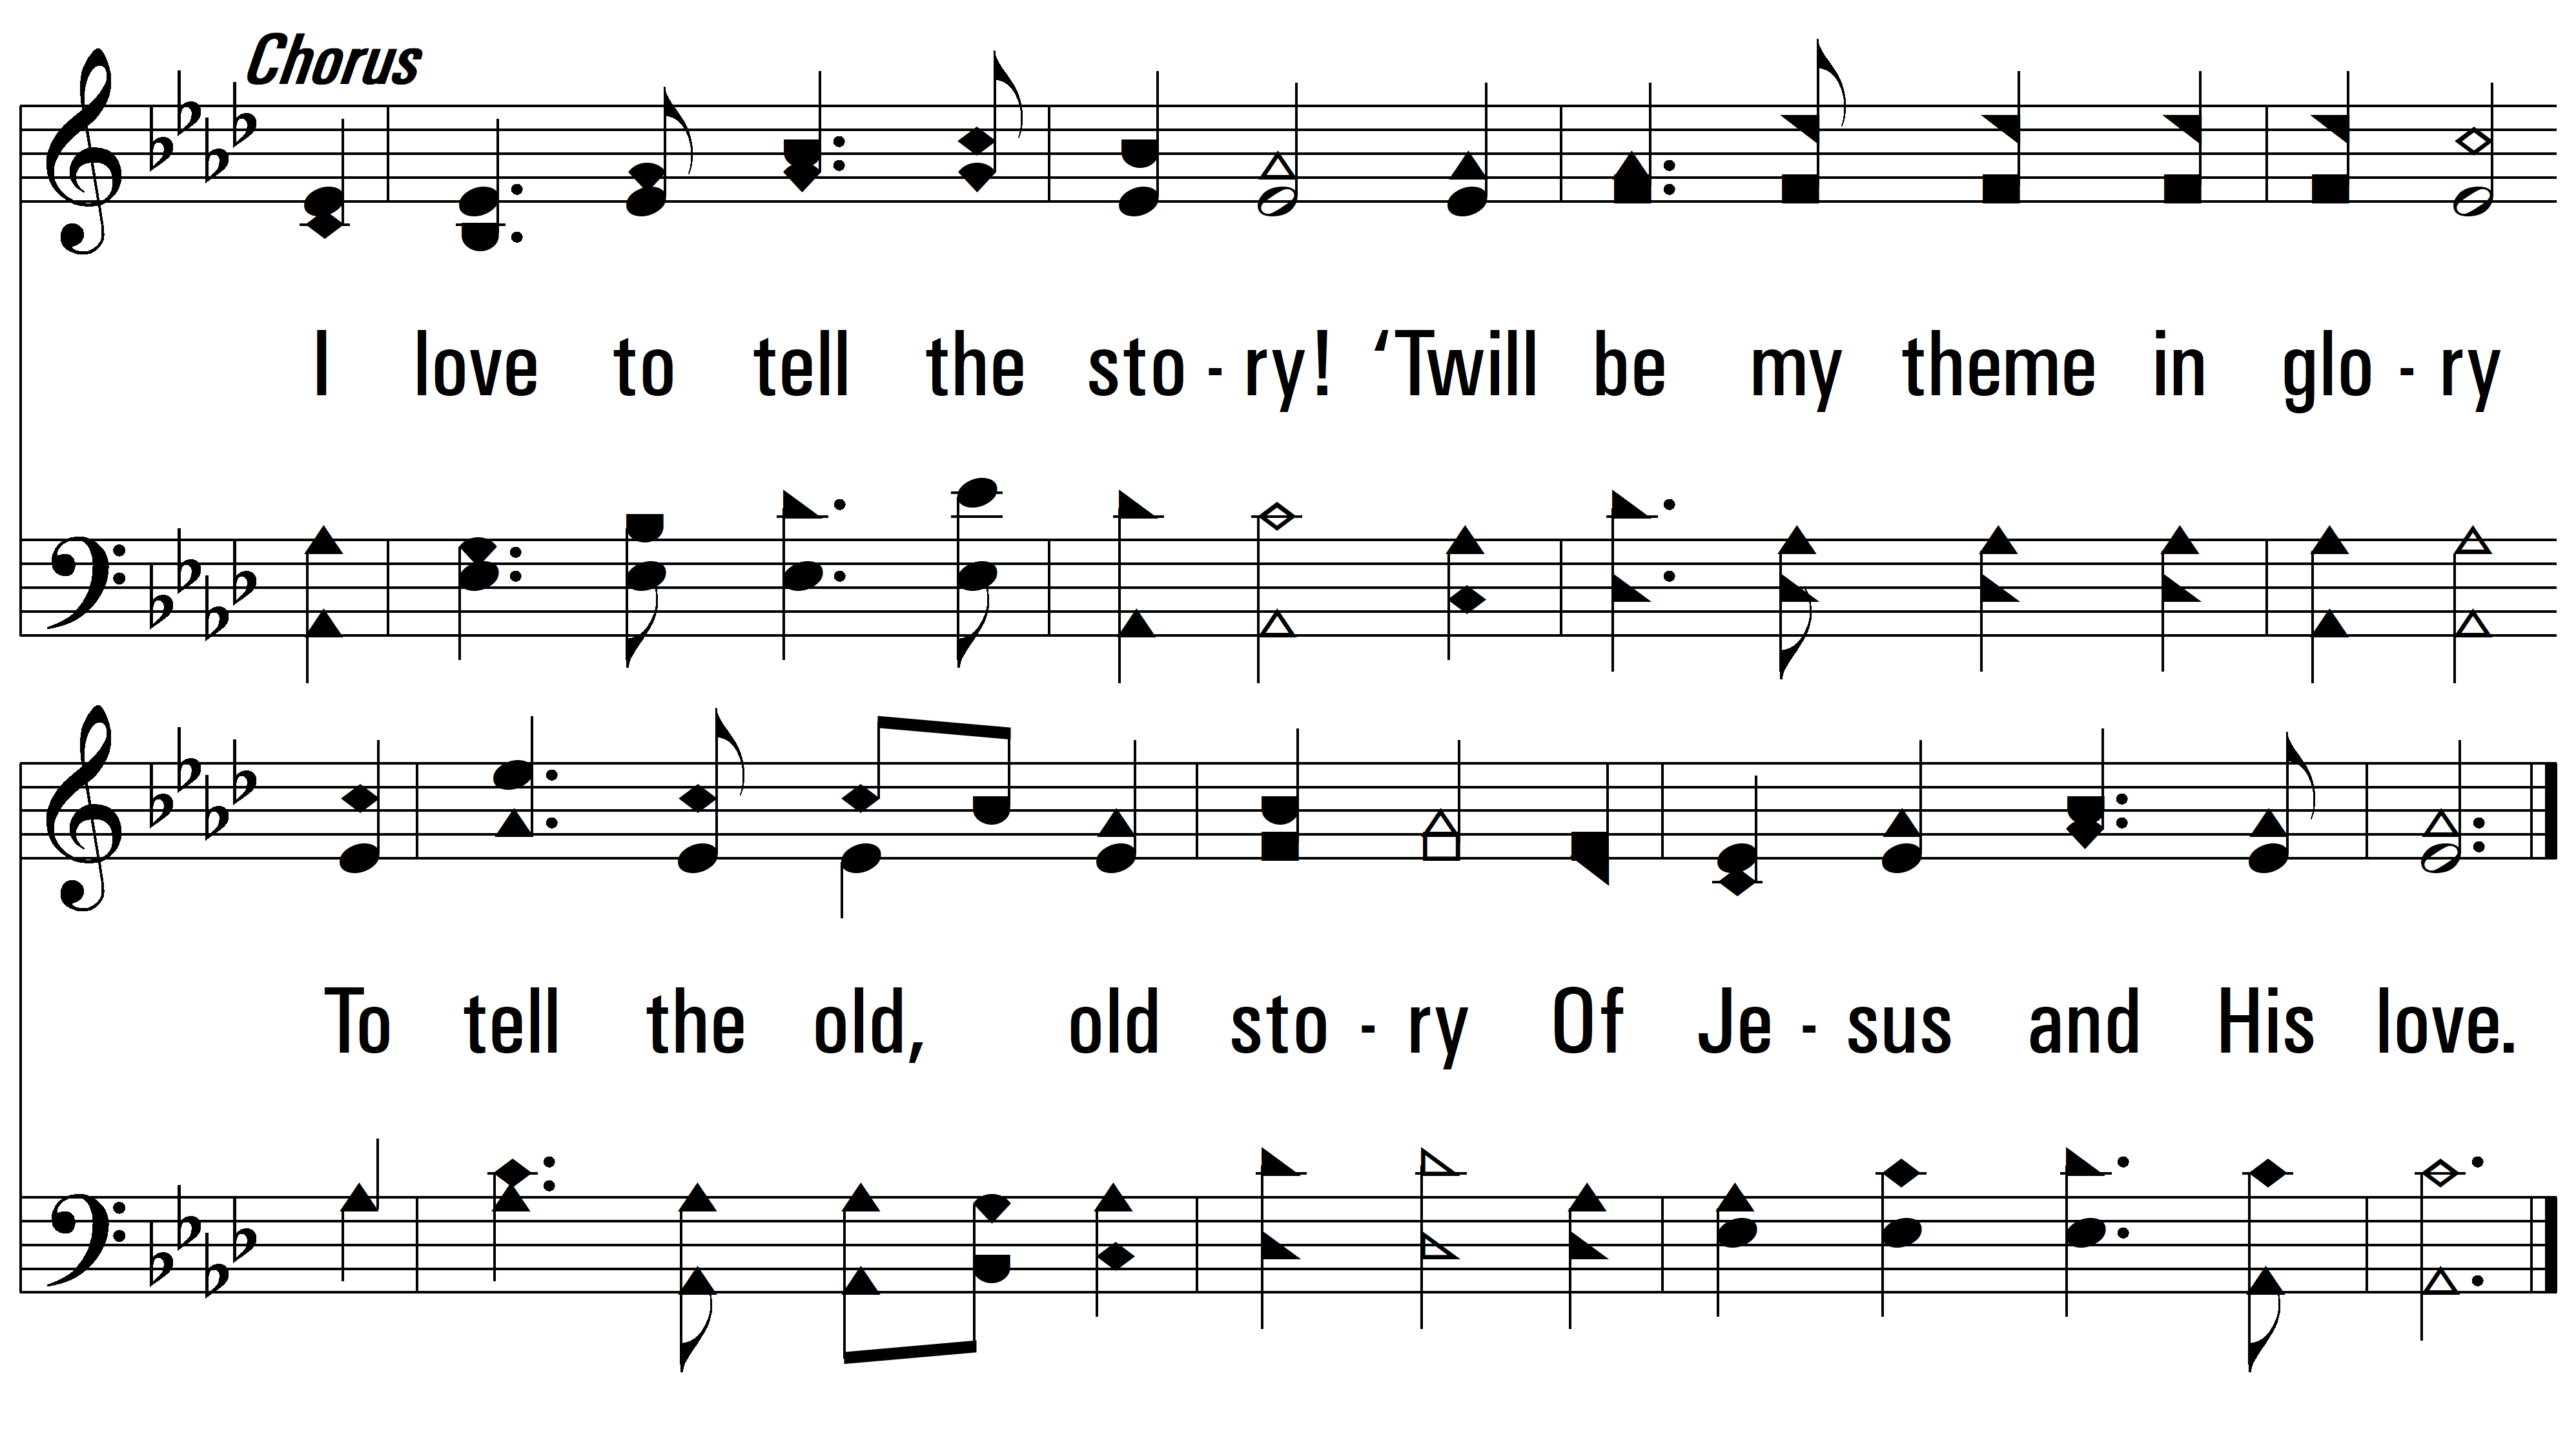 Chorus
I love to tell the sto - ry! ‘Twill be my theme in glo - ry
To tell the old, old sto - ry Of Je - sus and His love.